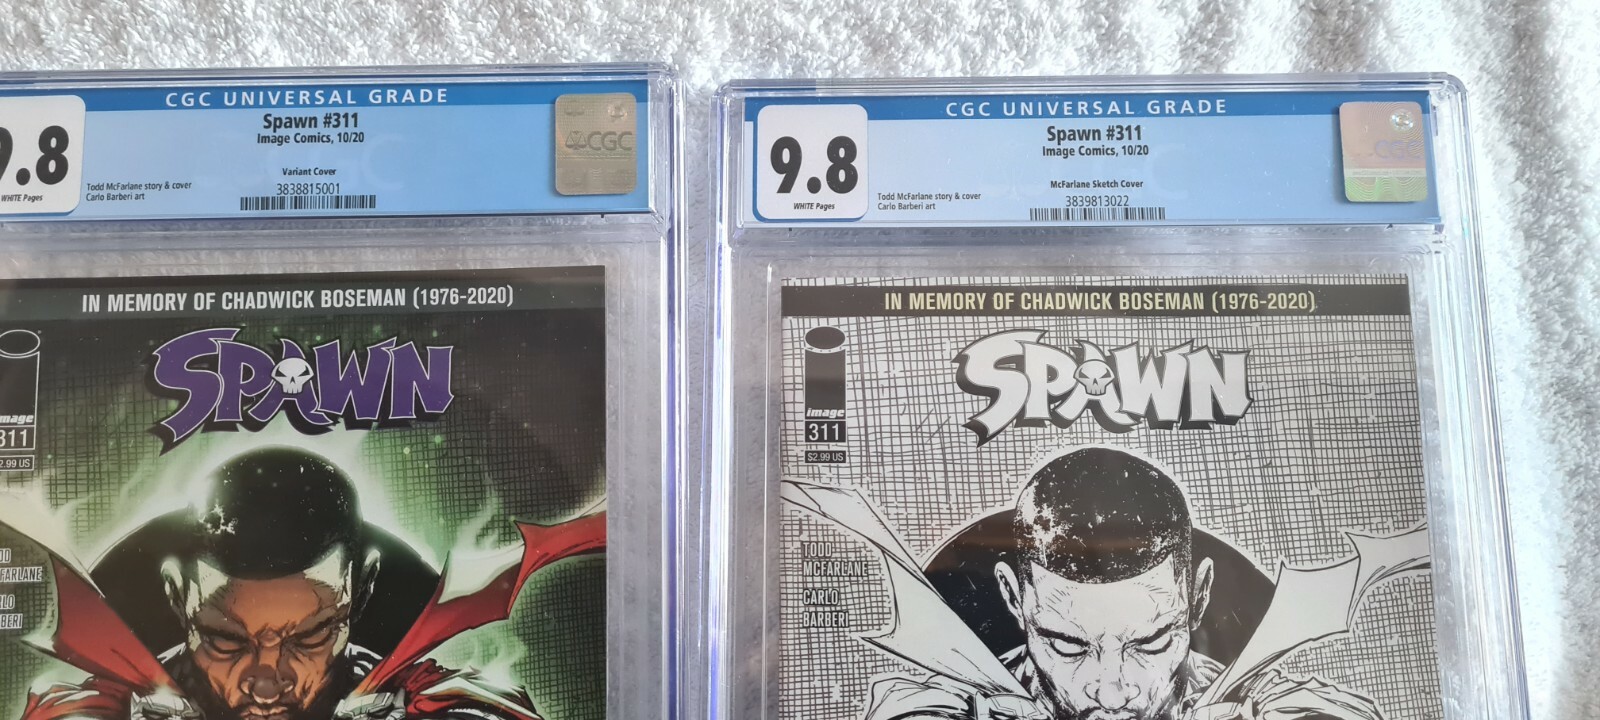 CGC UNIVERSAL GRADE
Spawn #311
Image Comics, 10/20
9.8
WHITE Pages
Variant Cover
Todd McFarlane story & cover
Carlo Barberi art
3838815001
CGC
IN MEMORY OF CHADWICK BOSEMAN (1976-2020)
SPAWN
image
311
2.99 US
CGC UNIVERSAL GRADE
Spawn #311
Image Comics, 10/20
9.8
WHITE Pages
McFarlane Sketch Cover
Todd McFarlane story & cover
Carlo Barberi art
3839813022
CGC
IN MEMORY OF CHADWICK BOSEMAN (1976-2020)
SPAWN
image
311
$2.99 US
TODD
MCFARLANE
CARLO
BARBERI